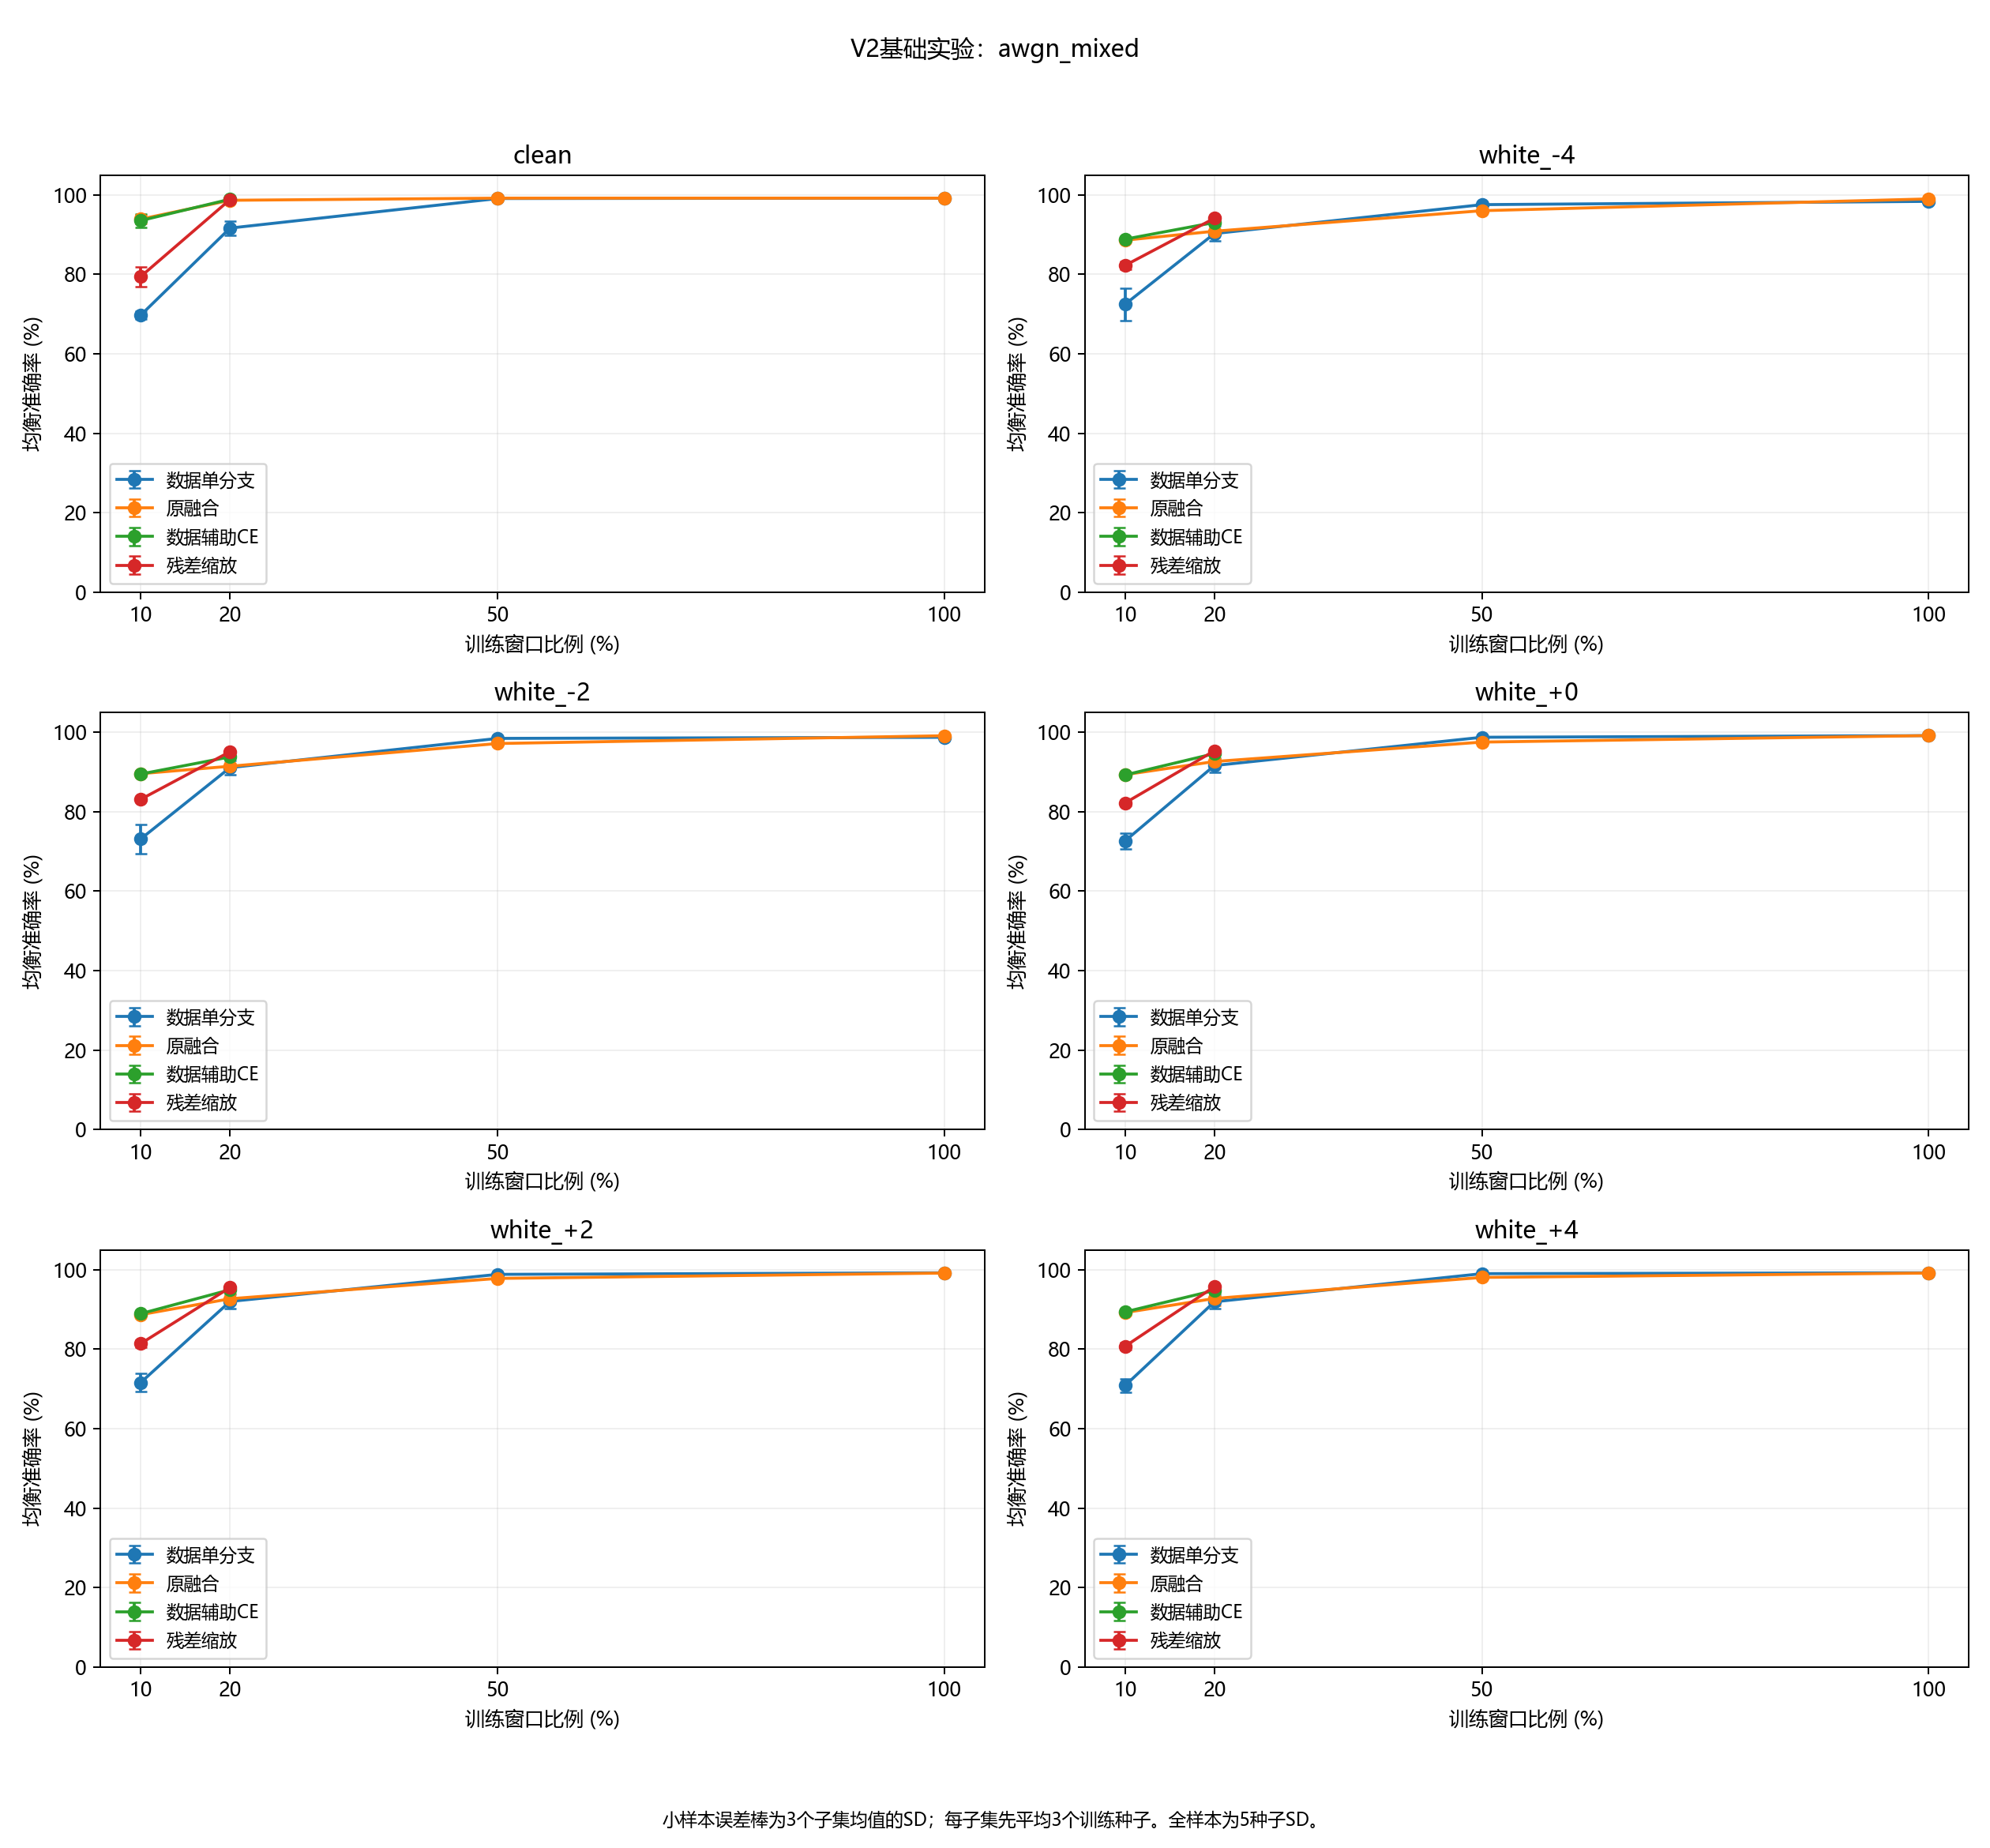 V2基础实验：awgn_mixed
clean
100
80
60
40
20
0
均衡准确率 (%)
数据单分支
原融合
数据辅助CE
残差缩放
10 20 50 100
训练窗口比例 (%)
white_-4
100
80
60
40
20
0
均衡准确率 (%)
数据单分支
原融合
数据辅助CE
残差缩放
10 20 50 100
训练窗口比例 (%)
white_-2
100
80
60
40
20
0
均衡准确率 (%)
数据单分支
原融合
数据辅助CE
残差缩放
10 20 50 100
训练窗口比例 (%)
white_+0
100
80
60
40
20
0
均衡准确率 (%)
数据单分支
原融合
数据辅助CE
残差缩放
10 20 50 100
训练窗口比例 (%)
white_+2
100
80
60
40
20
0
均衡准确率 (%)
数据单分支
原融合
数据辅助CE
残差缩放
10 20 50 100
训练窗口比例 (%)
white_+4
100
80
60
40
20
0
均衡准确率 (%)
数据单分支
原融合
数据辅助CE
残差缩放
10 20 50 100
训练窗口比例 (%)
小样本误差棒为3个子集均值的SD；每子集先平均3个训练种子。全样本为5种子SD。